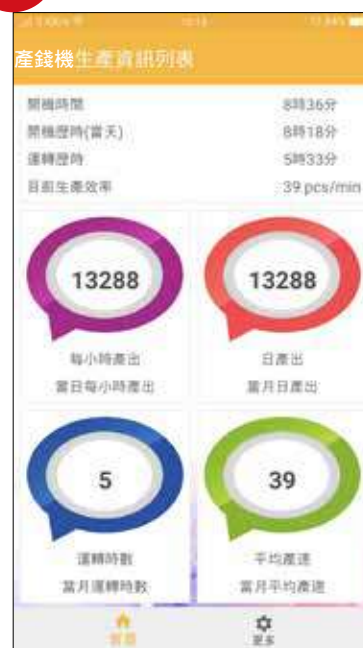 產錢機生產資訊列表
開機時間 8時36分
開機歷時(當天) 8時18分
運轉歷時 5時33分
目前生產效率 39 pcs/min
13288 13288
每小時產出 日產出
當日每小時產出 當月日產出
5 39
運轉時數 平均產速
當月運轉時數 當月平均產速
首頁 更多